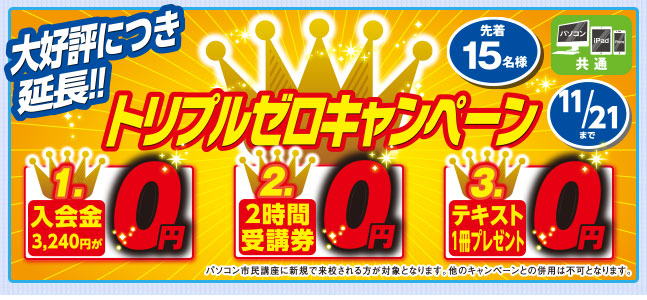 大好評につき
延長!!
先着
15名様
パソコン
iPad
共通
トリプルゼロキャンペーン
11/21
まで
1.
入会金
3,240円が
0円
2.
2時間
受講券
0円
3.
テキスト
1冊プレゼント
0円
パソコン市民講座に新規で来校される方が対象となります。他のキャンペーンとの併用は不可となります。